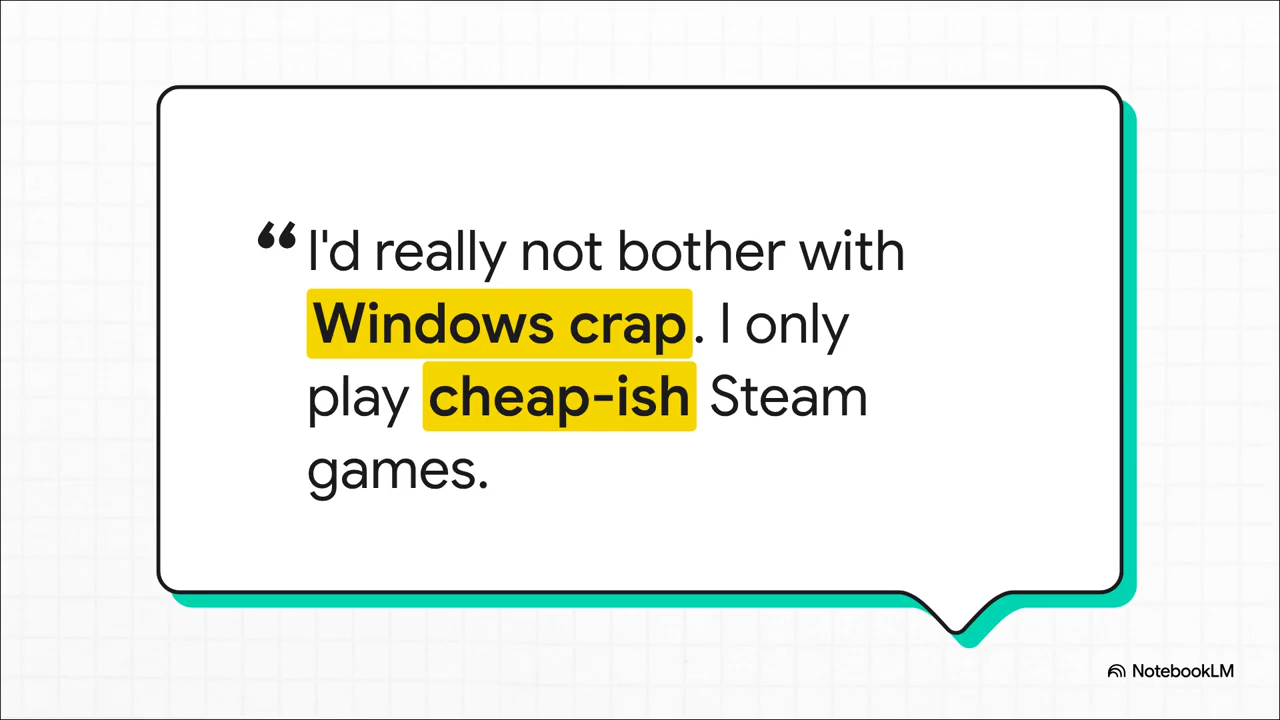 “I'd really not bother with
Windows crap. I only
play cheap-ish Steam
games.
NotebookLM